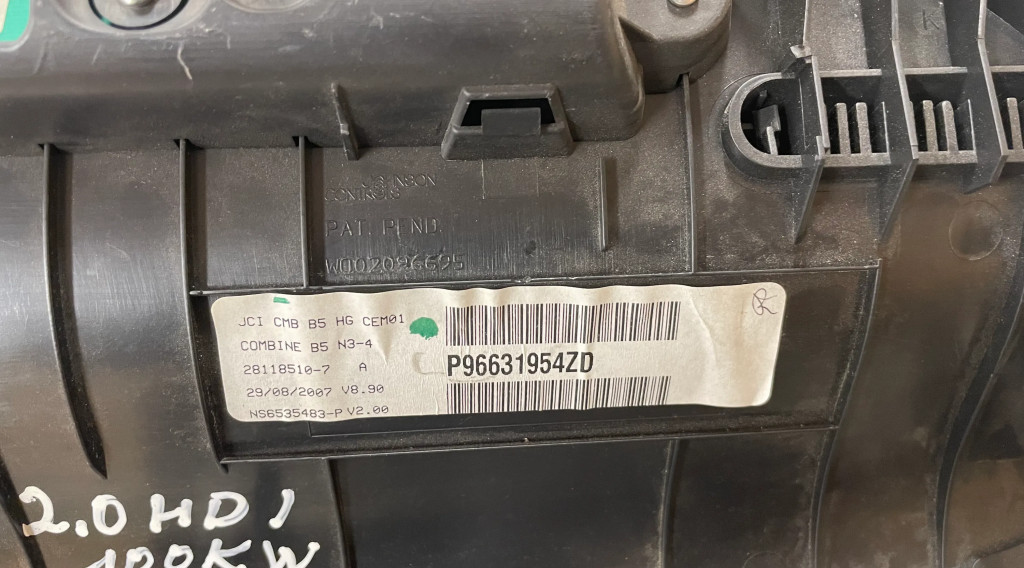 JOHNSON
CONTROLS
PAT. PEND.
JCI CMB B5 HG CEM01
COMBINE B5 N3-4
28118510-7 A
29/08/2007 V8.90
NS6535483-P V2.00
P96631954ZD
R
2.0 HDI
100KW